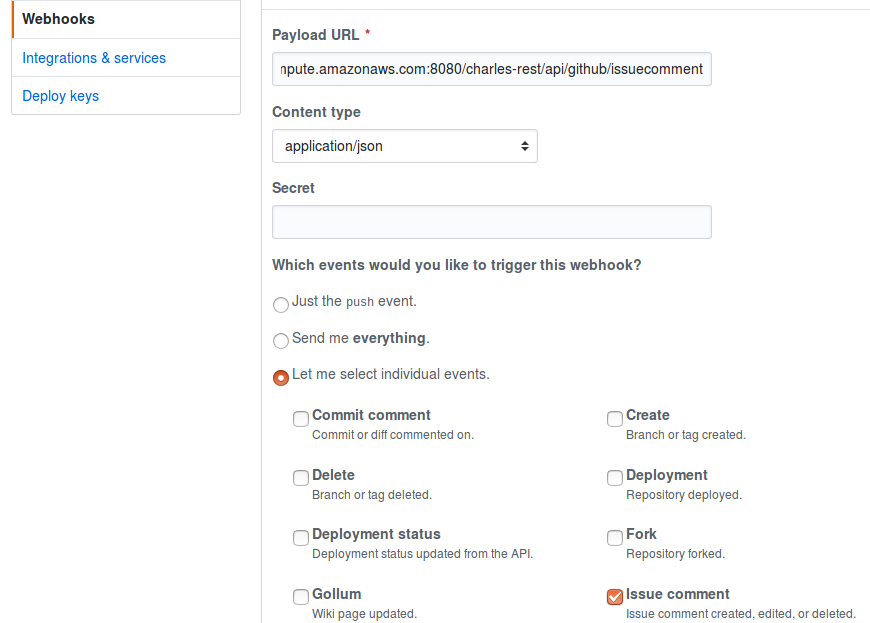 Webhooks
Integrations & services
Deploy keys
Payload URL *
mpute.amazonaws.com:8080/charles-rest/api/github/issuecomment
Content type
application/json
Secret
Which events would you like to trigger this webhook?
Just the push event.
Send me everything.
Let me select individual events.
Commit comment
Commit or diff commented on.
Create
Branch or tag created.
Delete
Branch or tag deleted.
Deployment
Repository deployed.
Deployment status
Deployment status updated from the API.
Fork
Repository forked.
Gollum
Wiki page updated.
Issue comment
Issue comment created, edited, or deleted.